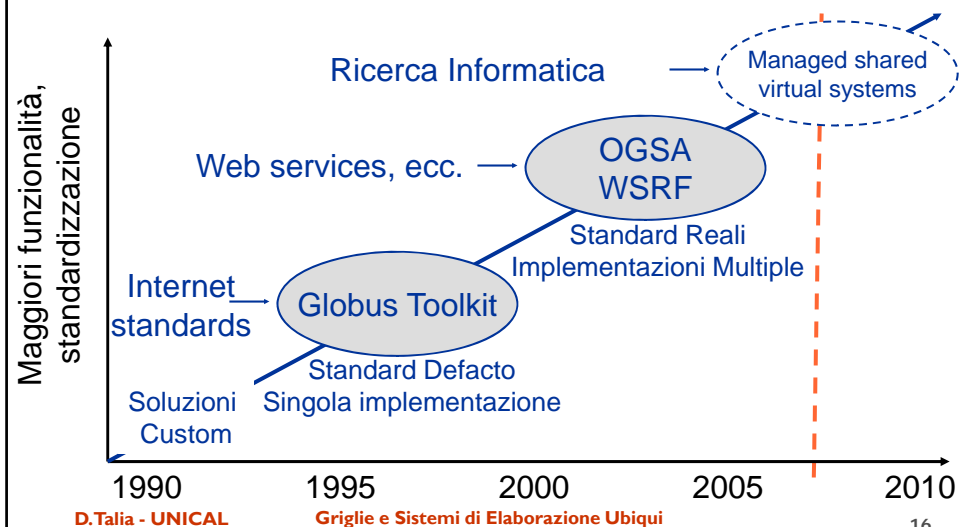 Maggiori funzionalità,
standardizzazione
Ricerca Informatica
Managed shared
virtual systems
Web services, ecc.
OGSA
WSRF
Standard Reali
Implementazioni Multiple
Internet
standards
Globus Toolkit
Standard Defacto
Singola implementazione
Soluzioni
Custom
1990 1995 2000 2005 2010
D.Talia - UNICAL Griglie e Sistemi di Elaborazione Ubiqui 16